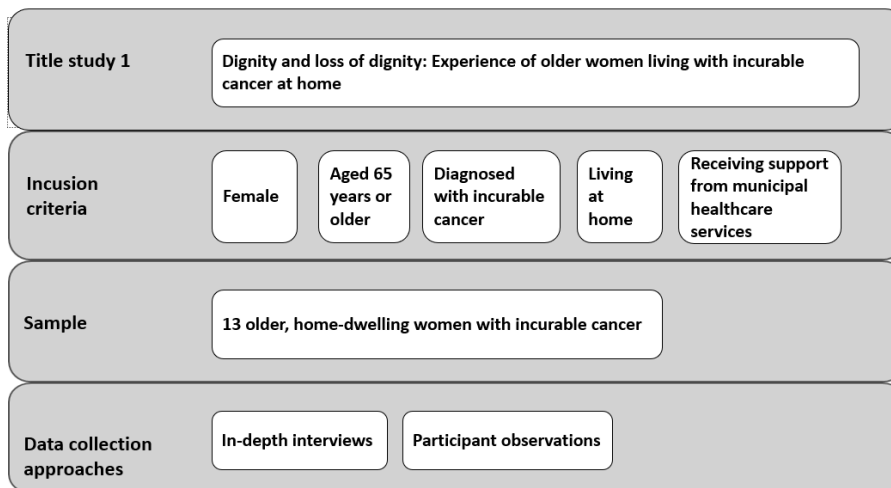 Title study 1
Dignity and loss of dignity: Experience of older women living with incurable
cancer at home
Incusion
criteria
Female
Aged 65
years or
older
Diagnosed
with incurable
cancer
Living
at
home
Receiving support
from municipal
healthcare
services
Sample
13 older, home-dwelling women with incurable cancer
Data collection
approaches
In-depth interviews
Participant observations